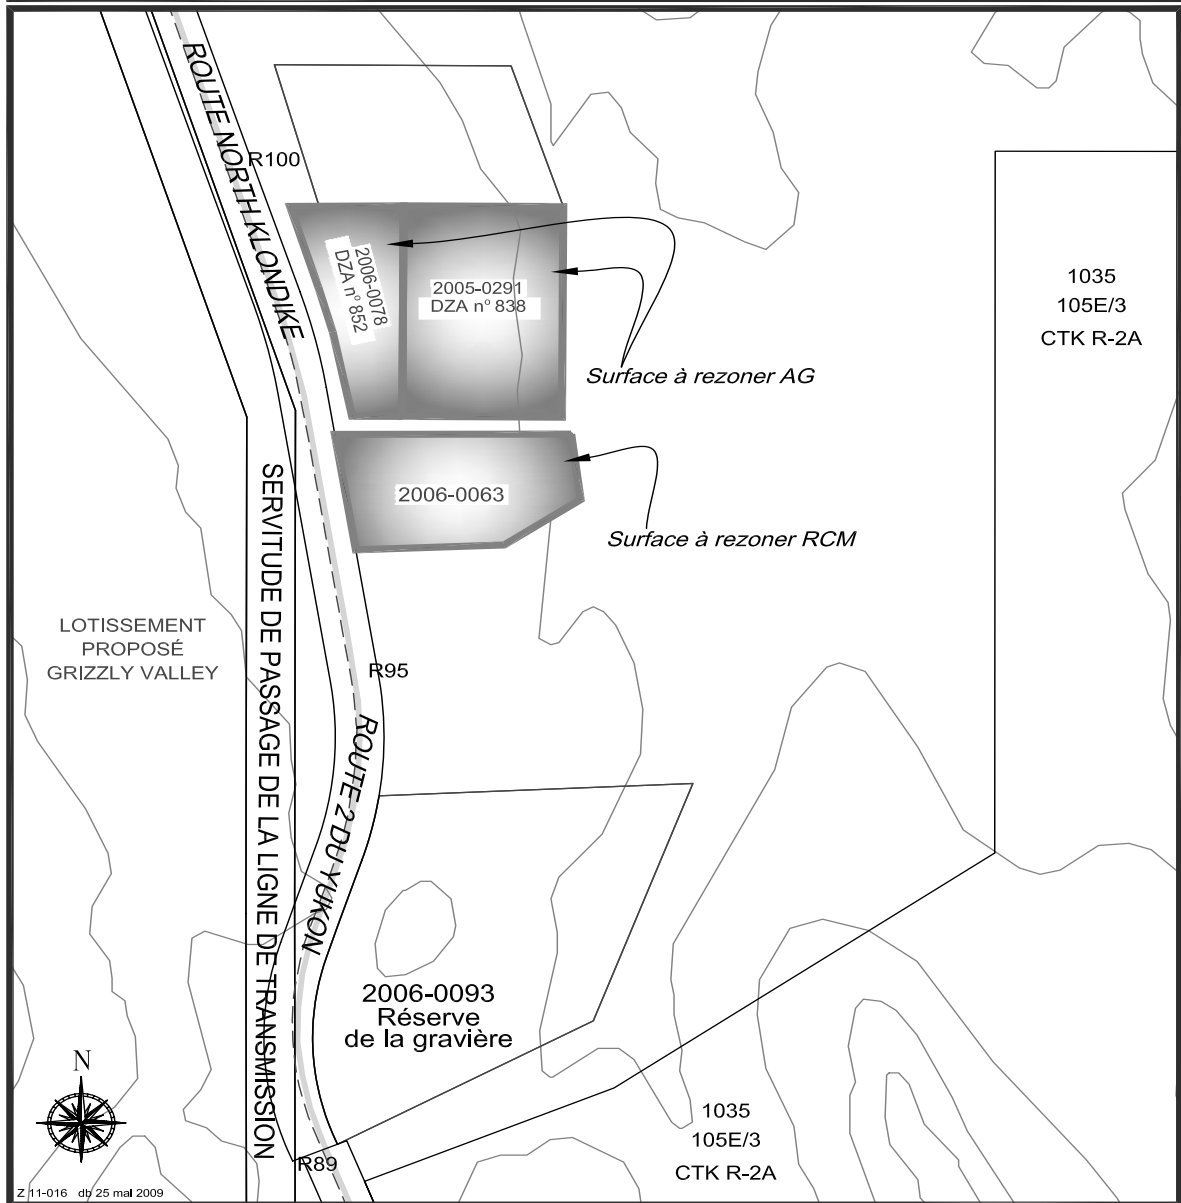 ROUTE NORTH KLONDIKE
R100
2006-0078
DZA n° 852
2005-0291
DZA n° 838
Surface à rezoner AG
1035
105E/3
CTK R-2A
2006-0063
Surface à rezoner RCM
SERVITUDE DE PASSAGE DE LA LIGNE DE TRANSMISSION
LOTISSEMENT
PROPOSÉ
GRIZZLY VALLEY
R95
ROUTE 2 DU YUKON
2006-0093
Réserve
de la gravière
N
1035
105E/3
CTK R-2A
R89
Z 11-016 db 25 mai 2009